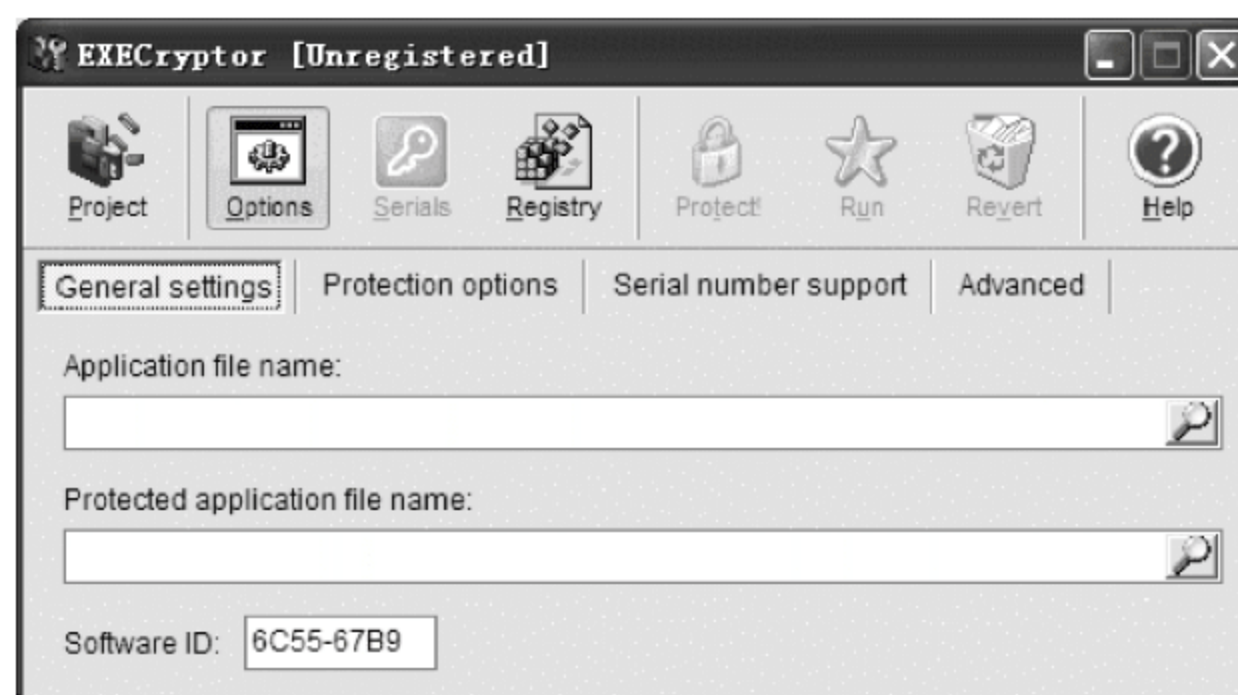 EXECryptor [Unregistered]
Project Options Serials Registry Protect! Run Revert Help
General settings Protection options Serial number support Advanced
Application file name:
Protected application file name:
Software ID: 6C55-67B9